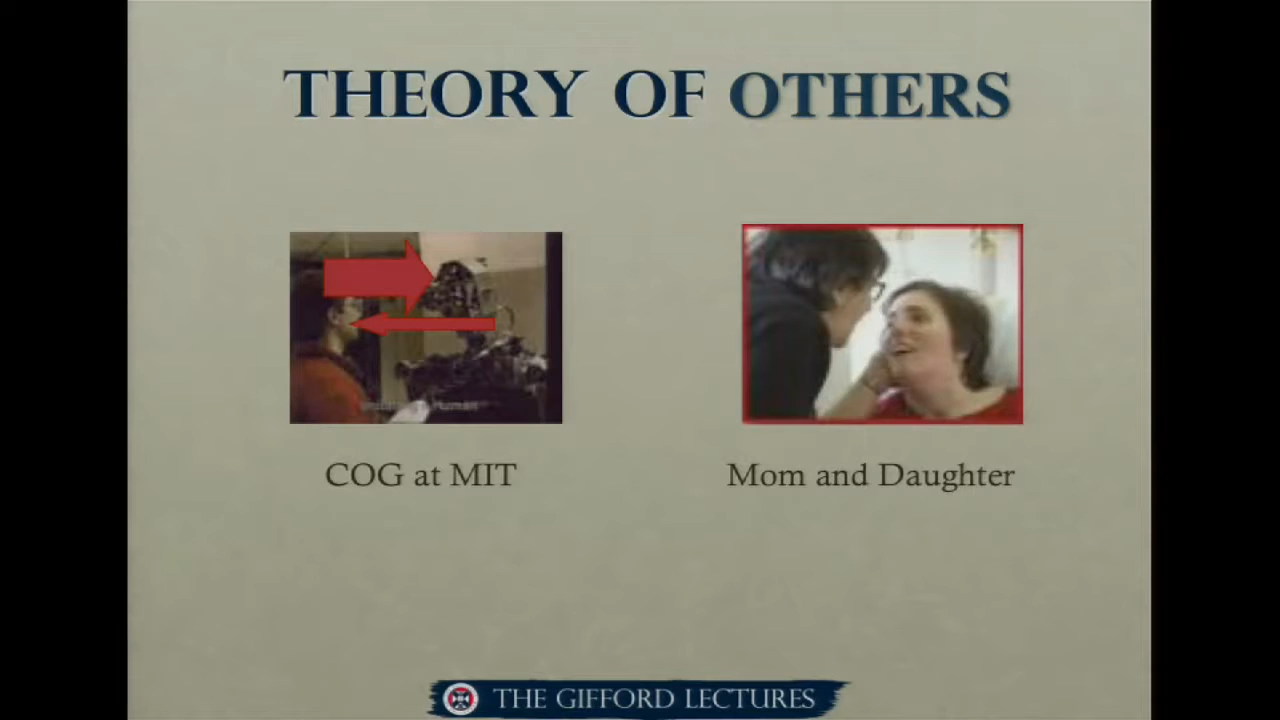 THEORY OF OTHERS
COG at MIT
Mom and Daughter
THE GIFFORD LECTURES